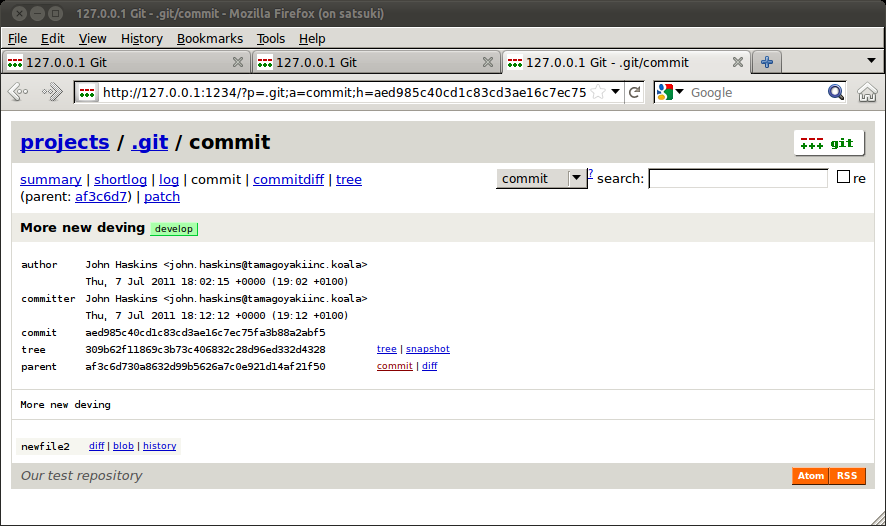 127.0.0.1 Git - .git/commit - Mozilla Firefox (on satsuki)
File Edit View History Bookmarks Tools Help
127.0.0.1 Git 127.0.0.1 Git 127.0.0.1 Git - .git/commit
http://127.0.0.1:1234/?p=.git;a=commit;h=aed985c40cd1c83cd3ae16c7ec75 Google
projects / .git / commit git
summary | shortlog | log | commit | commitdiff | tree commit ? search: re
(parent: af3c6d7) | patch
More new deving develop
author John Haskins <john.haskins@tamagoyakiinc.koala>
Thu, 7 Jul 2011 18:02:15 +0000 (19:02 +0100)
committer John Haskins <john.haskins@tamagoyakiinc.koala>
Thu, 7 Jul 2011 18:12:12 +0000 (19:12 +0100)
commit aed985c40cd1c83cd3ae16c7ec75fa3b88a2abf5
tree 309b62f11869c3b73c406832c28d96ed332d4328 tree | snapshot
parent af3c6d730a8632d99b5626a7c0e921d14af21f50 commit | diff
More new deving
newfile2 diff | blob | history
Our test repository Atom RSS